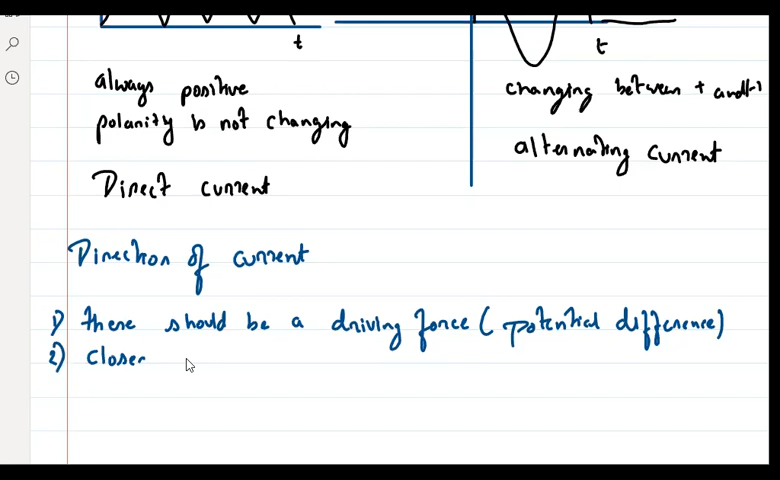 t
t
always positive
polarity is not changing
Direct current
changing between + and (-)
alternating current
Direction of current
1) there should be a driving force (potential difference)
2) closer